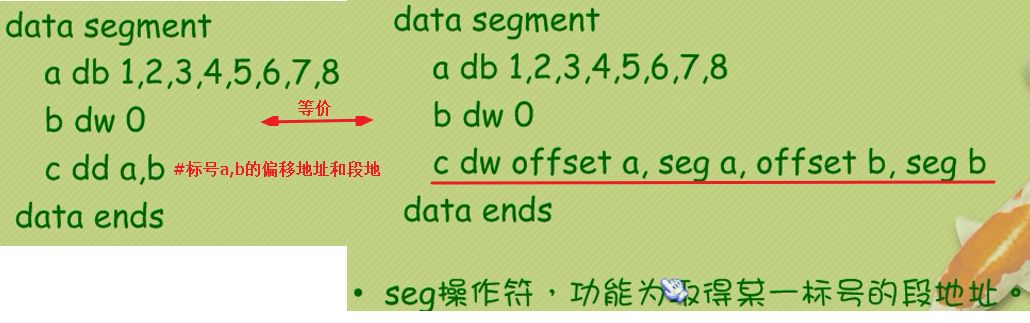 data segment
a db 1,2,3,4,5,6,7,8
b dw 0
c dd a,b #标号a,b的偏移地址和段地
data ends
等价
data segment
a db 1,2,3,4,5,6,7,8
b dw 0
c dw offset a, seg a, offset b, seg b
data ends
• seg操作符，功能为取得某一标号的段地址。